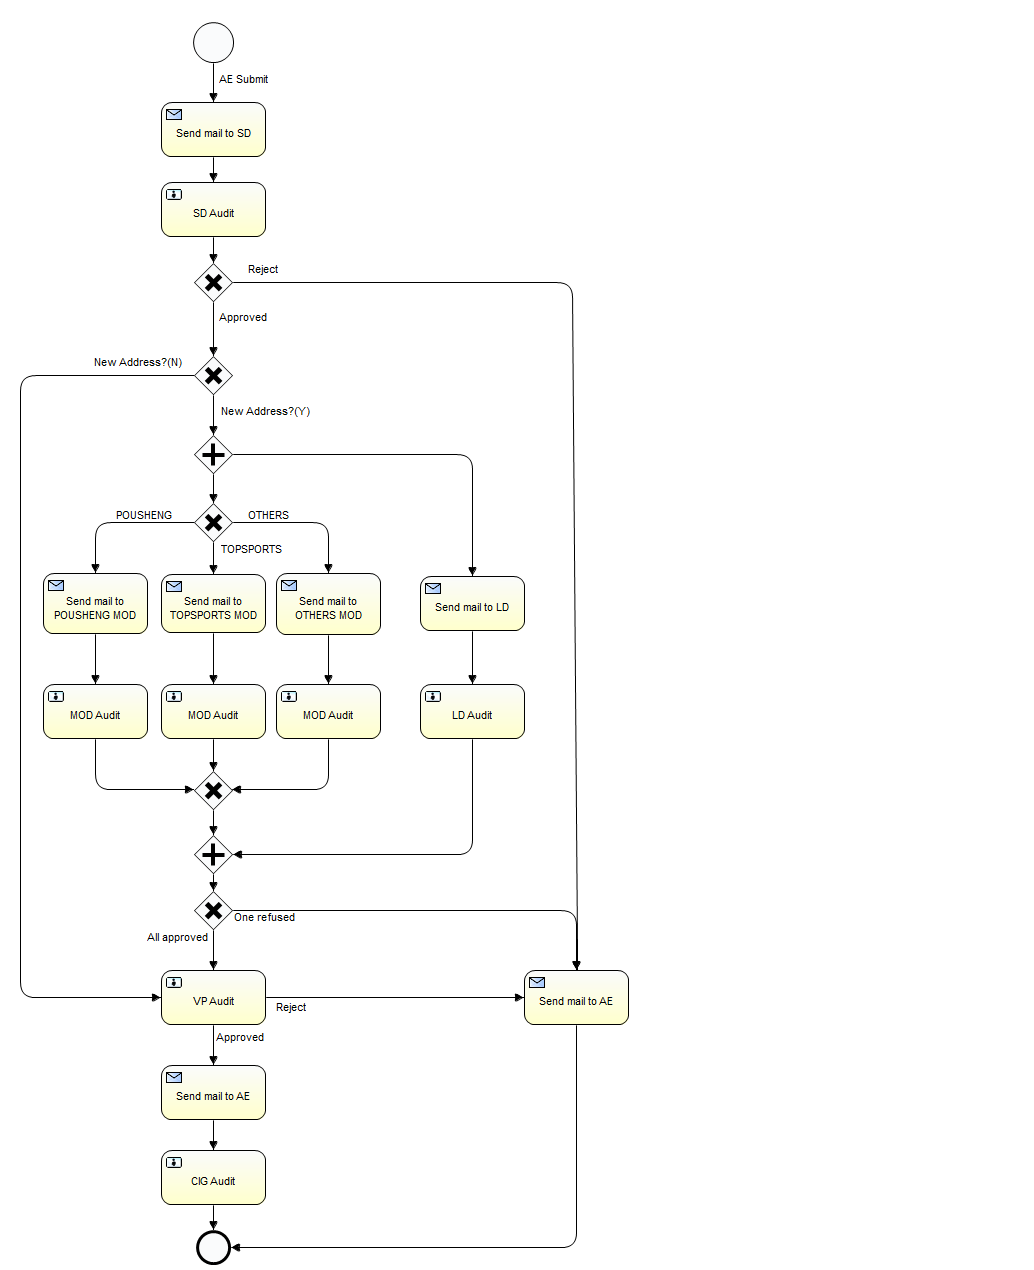 AE Submit
Send mail to SD
SD Audit
Reject
Approved
New Address?(N)
New Address?(Y)
POUSHENG
OTHERS
TOPSPORTS
Send mail to
POUSHENG MOD
Send mail to
TOPSPORTS MOD
Send mail to
OTHERS MOD
Send mail to LD
MOD Audit
MOD Audit
MOD Audit
LD Audit
One refused
All approved
VP Audit
Reject
Send mail to AE
Approved
Send mail to AE
CIG Audit